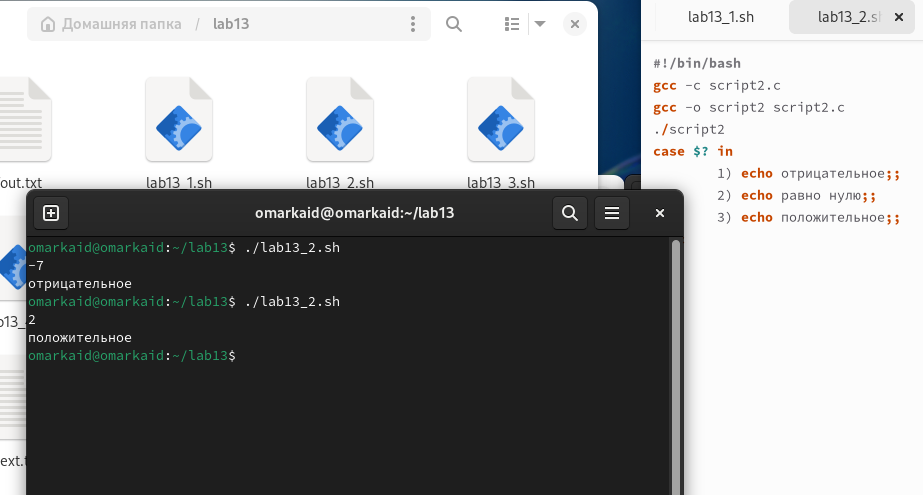 Домашняя папка / lab13
lab13_1.sh
lab13_2.s
#!/bin/bash
gcc -c script2.c
gcc -o script2 script2.c
./script2
case $? in
1) echo отрицательное;;
2) echo равно нулю;;
3) echo положительное;;
out.txt
lab13_1.sh
lab13_2.sh
lab13_3.sh
omarkaid@omarkaid:~/lab13
omarkaid@omarkaid:~/lab13$ ./lab13_2.sh
-7
отрицательное
omarkaid@omarkaid:~/lab13$ ./lab13_2.sh
2
положительное
omarkaid@omarkaid:~/lab13$